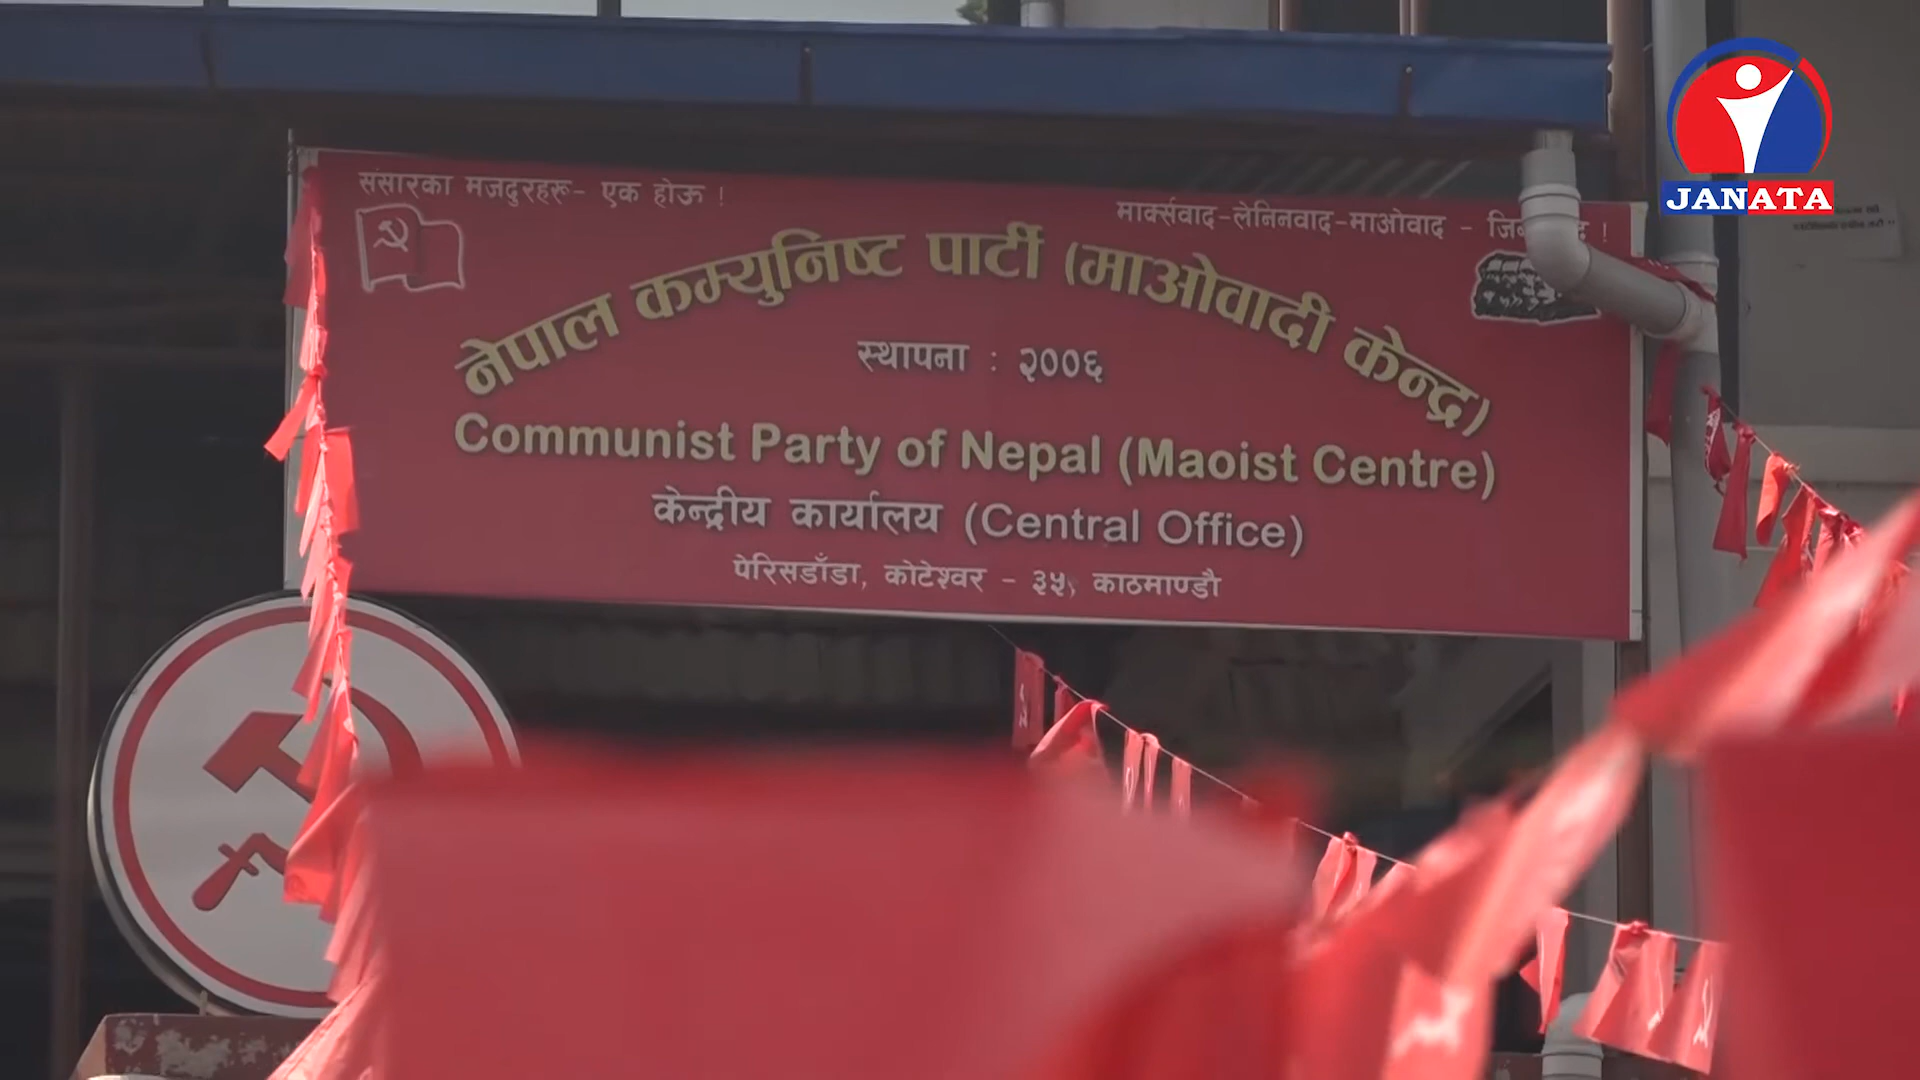 संसारका मजदुरहरू- एक होऊ !
मार्क्सवाद-लेनिनवाद-माओवाद -
नेपाल कम्युनिष्ट पार्टी (माओवादी केन्द्र)
स्थापना : २००६
Communist Party of Nepal (Maoist Centre)
केन्द्रीय कार्यालय (Central Office)
पेरिसडाँडा, कोटेश्वर - ३५, काठमाण्डौ
JANATA